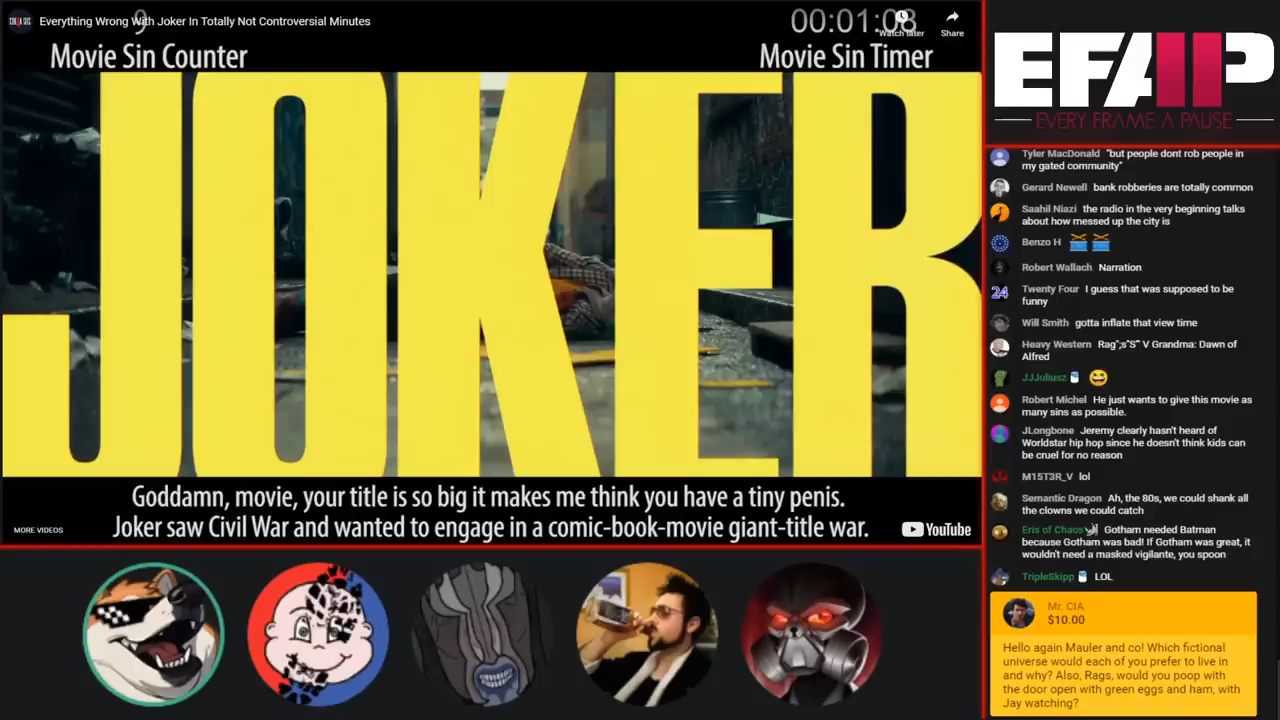 Everything Wrong With Joker In Totally Not Controversial Minutes
9
00:01:08
Watch later
Share
Movie Sin Counter
Movie Sin Timer
JOKER
Goddamn, movie, your title is so big it makes me think you have a tiny penis.
Joker saw Civil War and wanted to engage in a comic-book-movie giant-title war.
MORE VIDEOS
YouTube
EFAP
EVERY FRAME A PAUSE
Tyler MacDonald "but people dont rob people in
my gated community"
Gerard Newell bank robberies are totally common
Saahil Niazi the radio in the very beginning talks
about how messed up the city is
Benzo H
Robert Wallach Narration
24
Twenty Four I guess that was supposed to be
funny
Will Smith gotta inflate that view time
Heavy Western Rag";s"S" V Grandma: Dawn of
Alfred
JJJuliusz
Robert Michel He just wants to give this movie as
many sins as possible.
JLongbone Jeremy clearly hasn't heard of
Worldstar hip hop since he doesn't think kids can
be cruel for no reason
M15T3R_V lol
Semantic Dragon Ah, the 80s, we could shank all
the clowns we could catch
Eris of Chaos Gotham needed Batman
because Gotham was bad! If Gotham was great, it
wouldn't need a masked vigilante, you spoon
TripleSkipp LOL
Mr. CIA
$10.00
Hello again Mauler and co! Which fictional
universe would each of you prefer to live in
and why? Also, Rags, would you poop with
the door open with green eggs and ham, with
Jay watching?